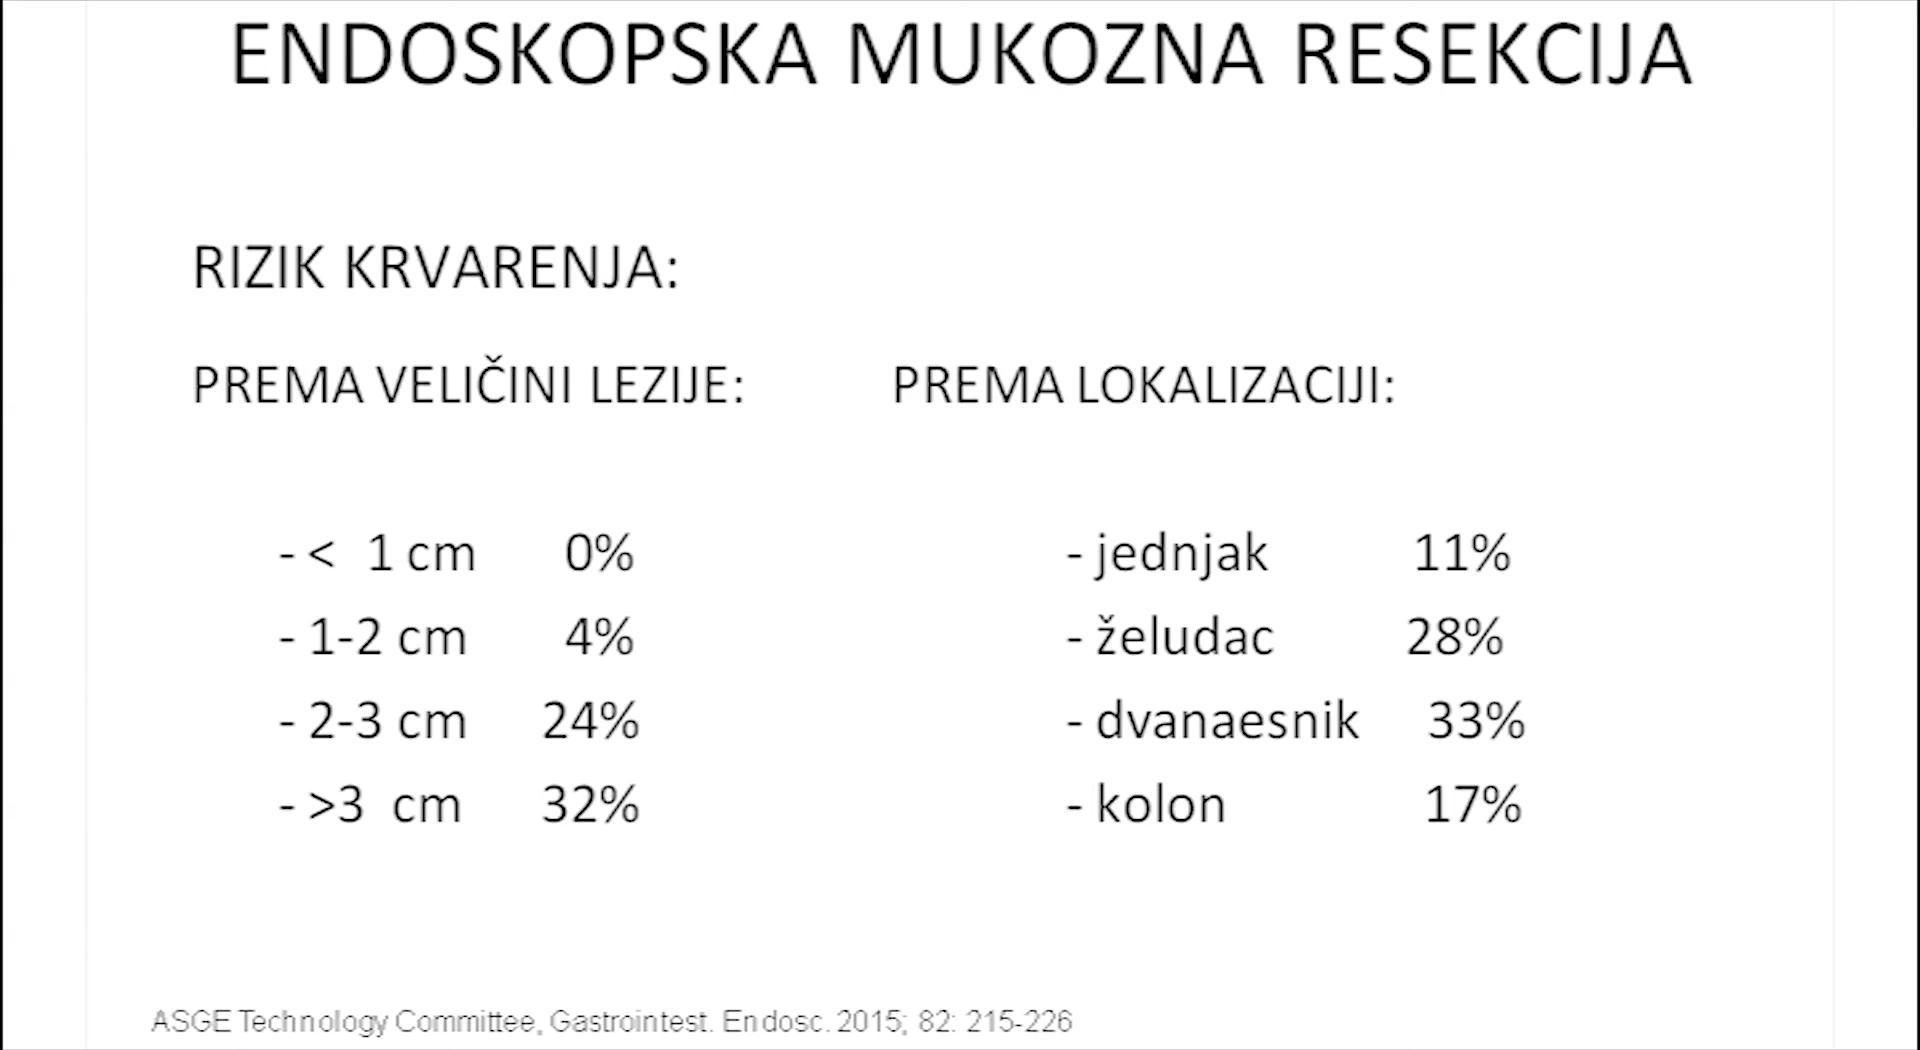 ENDOSKOPSKA MUKOZNA RESEKCIJA
RIZIK KRVARENJA:
PREMA VELIČINI LEZIJE:
- < 1 cm 0%
- 1-2 cm 4%
- 2-3 cm 24%
- >3 cm 32%
PREMA LOKALIZACIJI:
- jednjak 11%
- želudac 28%
- dvanaesnik 33%
- kolon 17%
ASGE Technology Committee, Gastrointest. Endosc. 2015; 82: 215-226